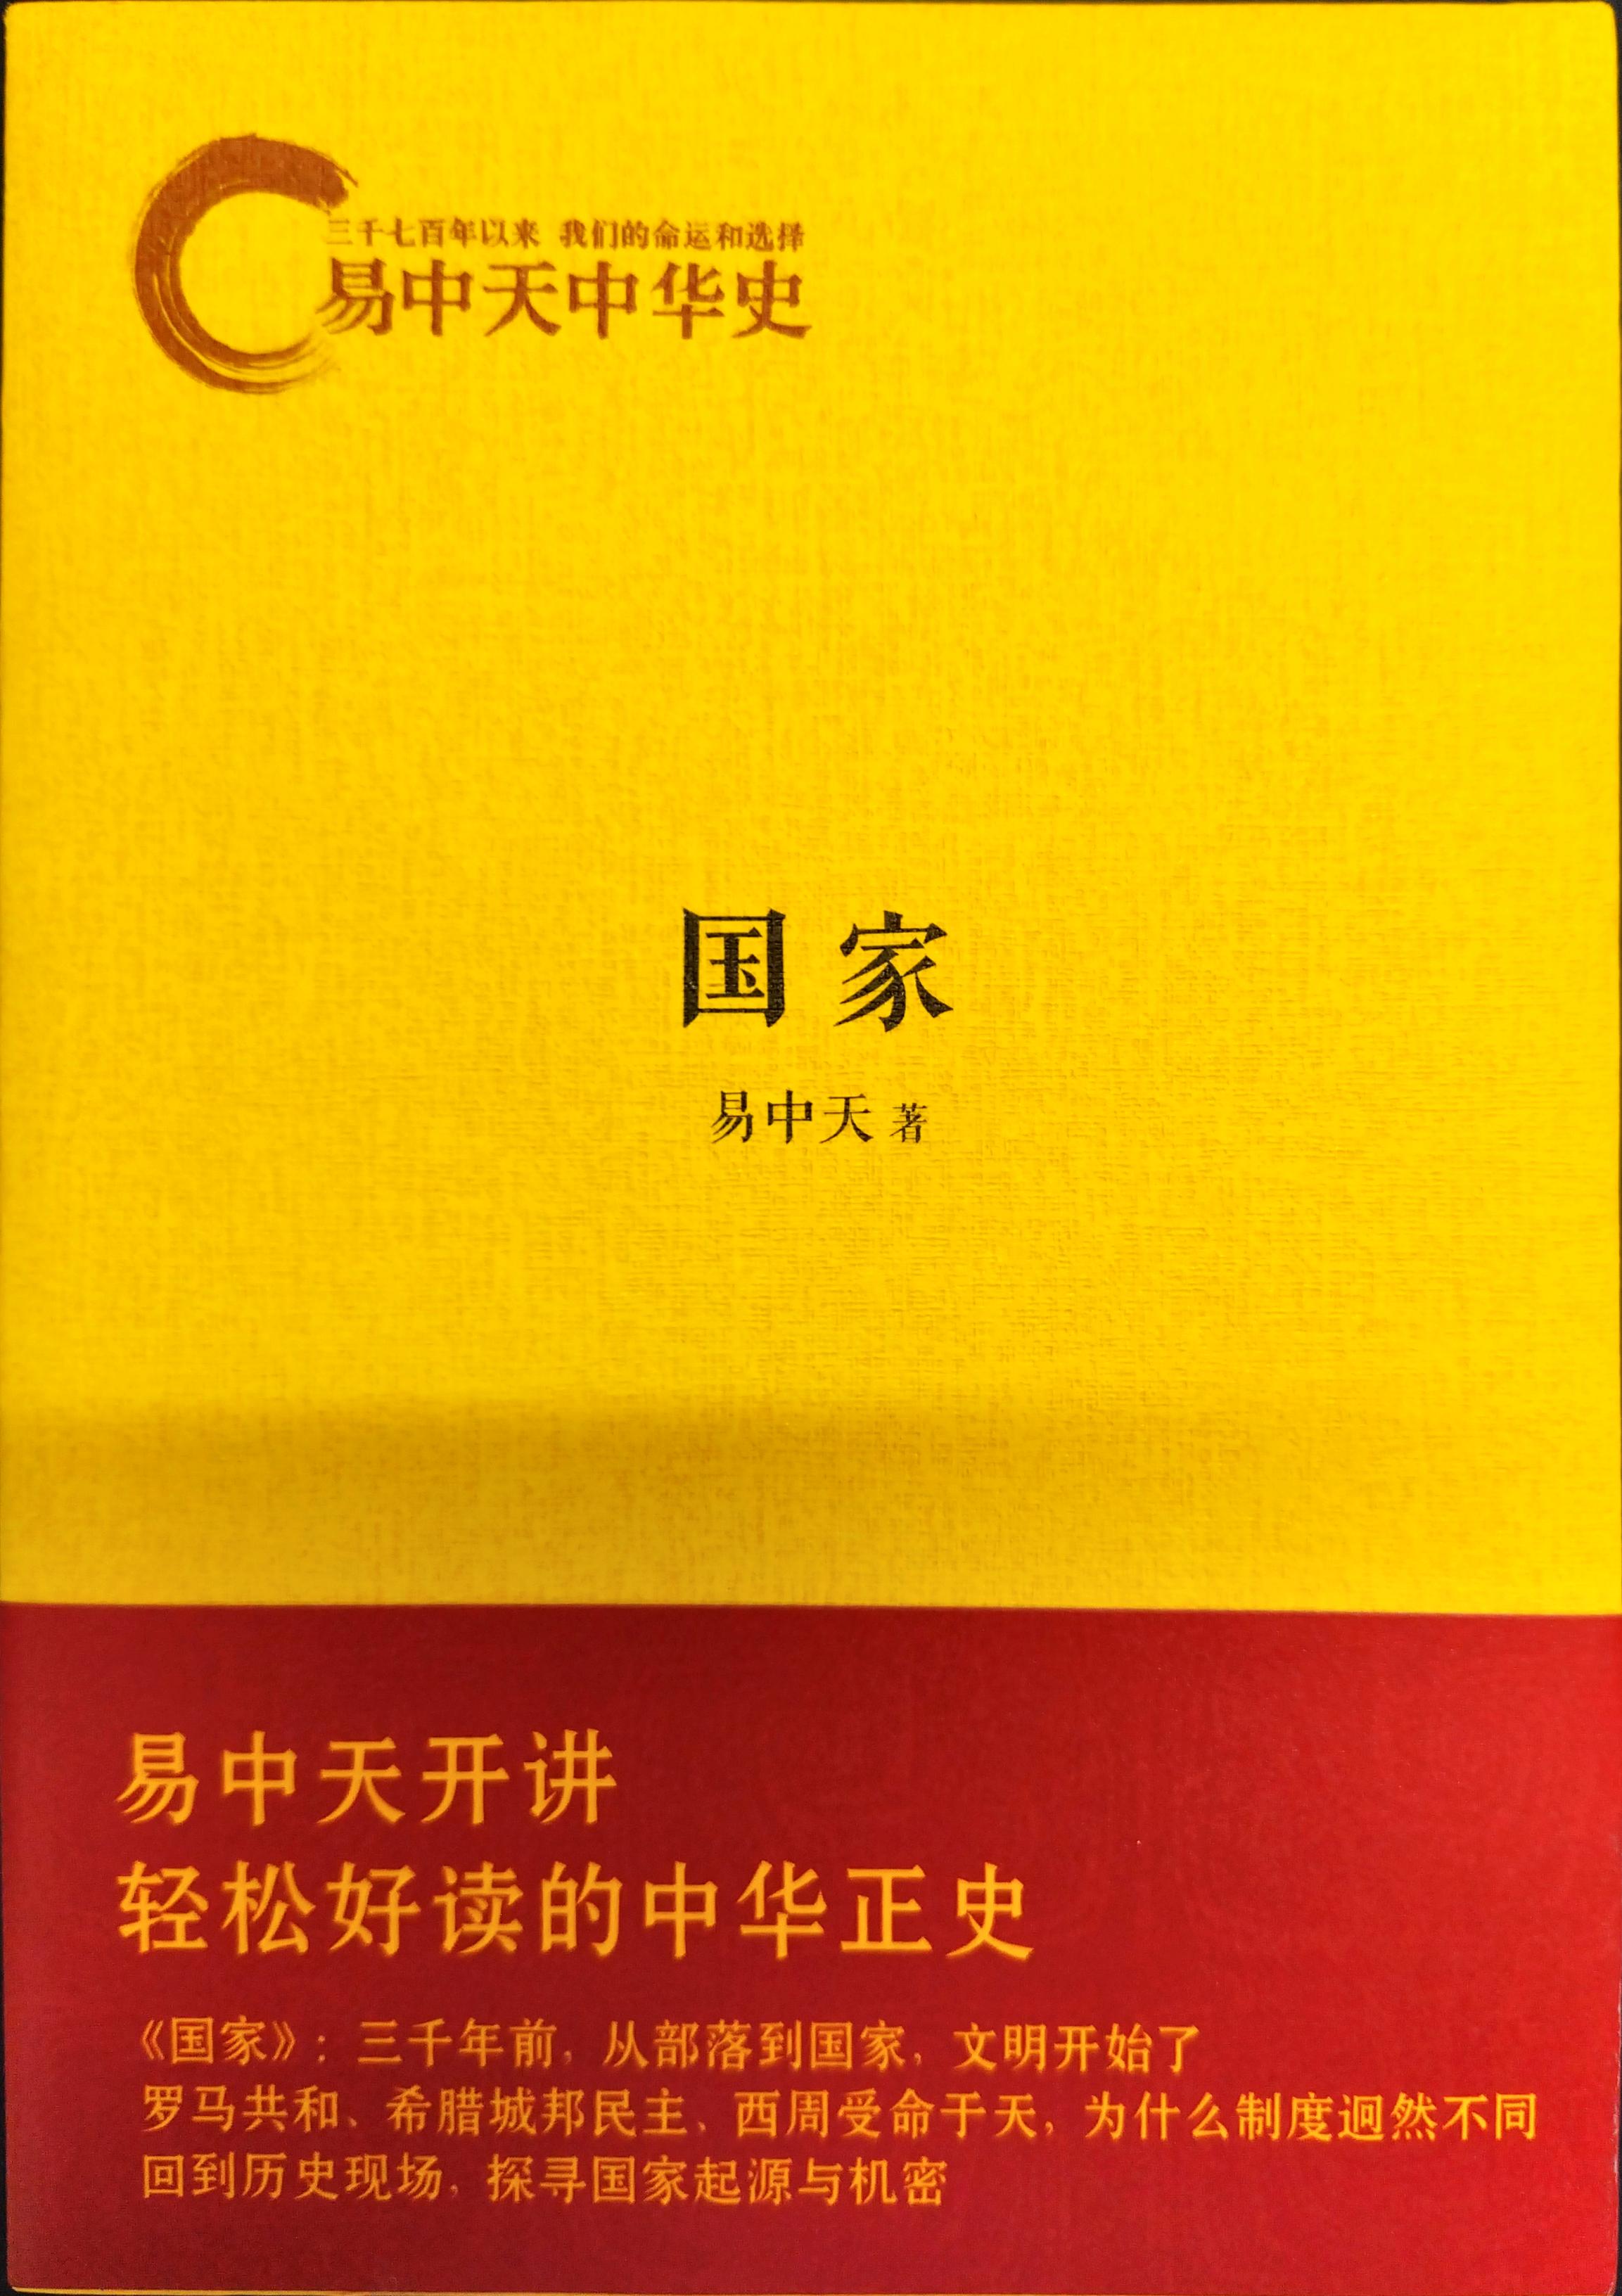 三千七百年以来 我们的命运和选择
易中天中华史
国家
易中天 著
易中天开讲
轻松好读的中华正史
《国家》：三千年前，从部落到国家，文明开始了
罗马共和、希腊城邦民主、西周受命于天，为什么制度迥然不同
回到历史现场，探寻国家起源与机密